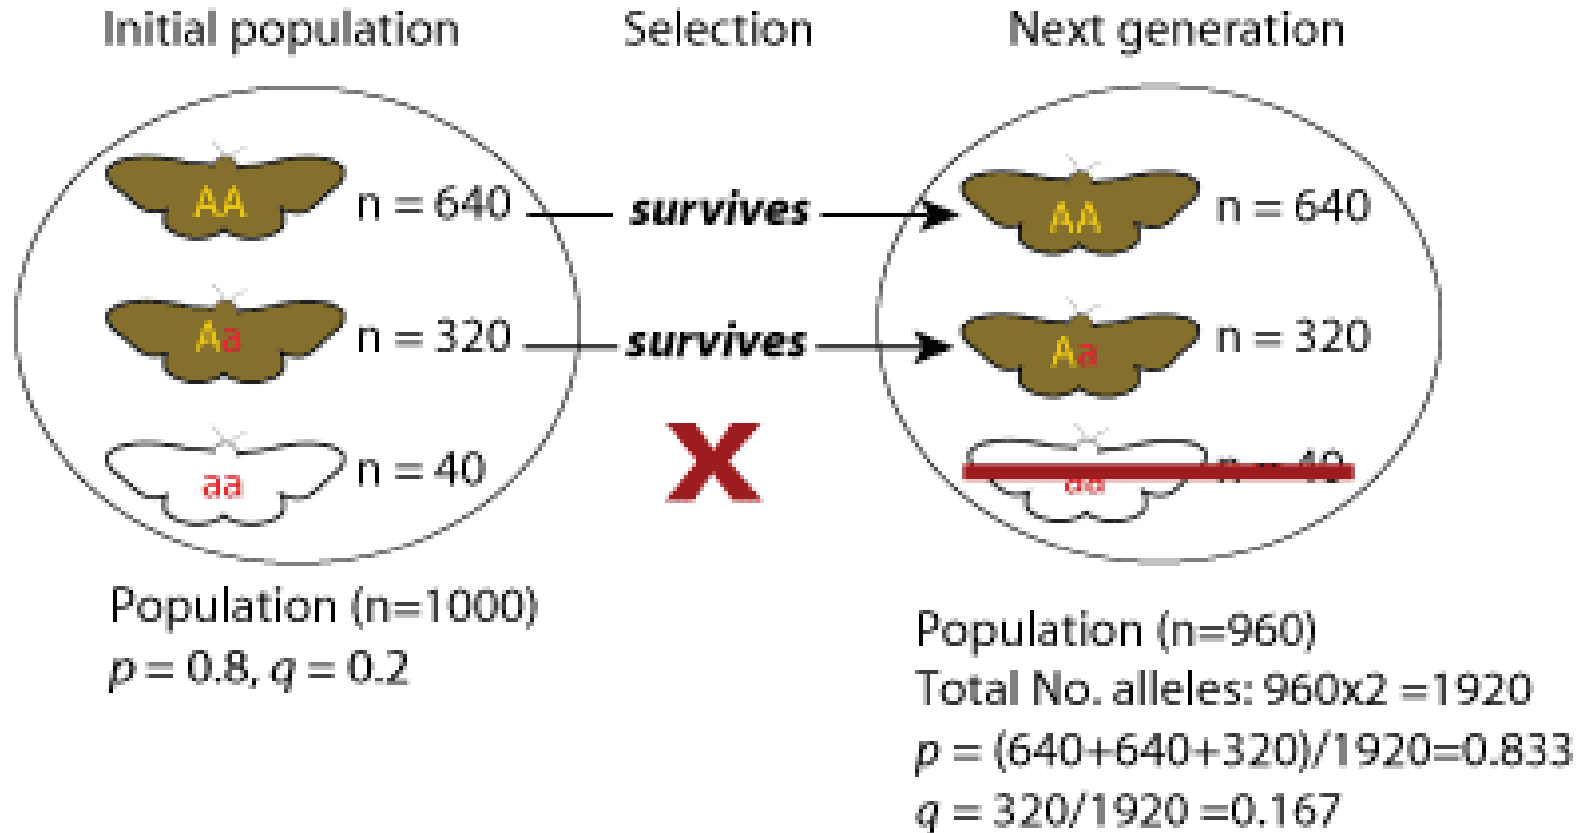 Initial population
Selection
Next generation
AA n = 640 survives AA n = 640
Aa n = 320 survives Aa n = 320
aa n = 40 X aa n = 40
Population (n=1000)
p = 0.8, q = 0.2
Population (n=960)
Total No. alleles: 960x2 =1920
p = (640+640+320)/1920=0.833
q = 320/1920 =0.167